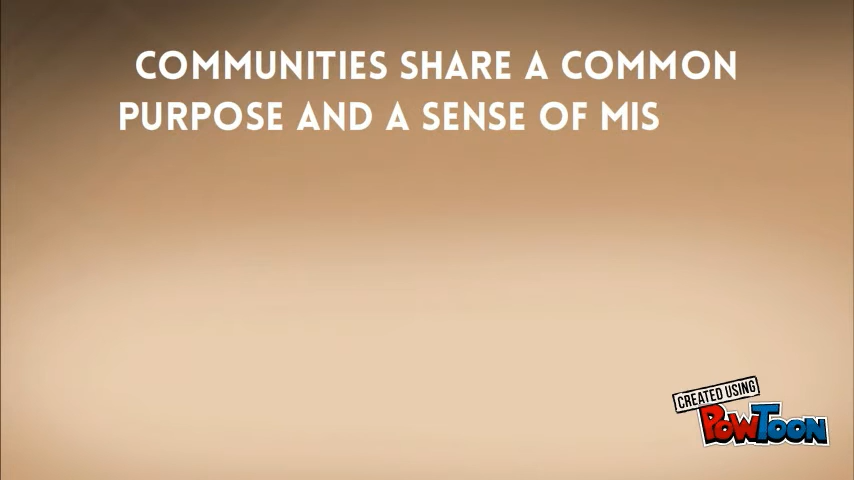 COMMUNITIES SHARE A COMMON
PURPOSE AND A SENSE OF MIS
CREATED USING
POWTOON